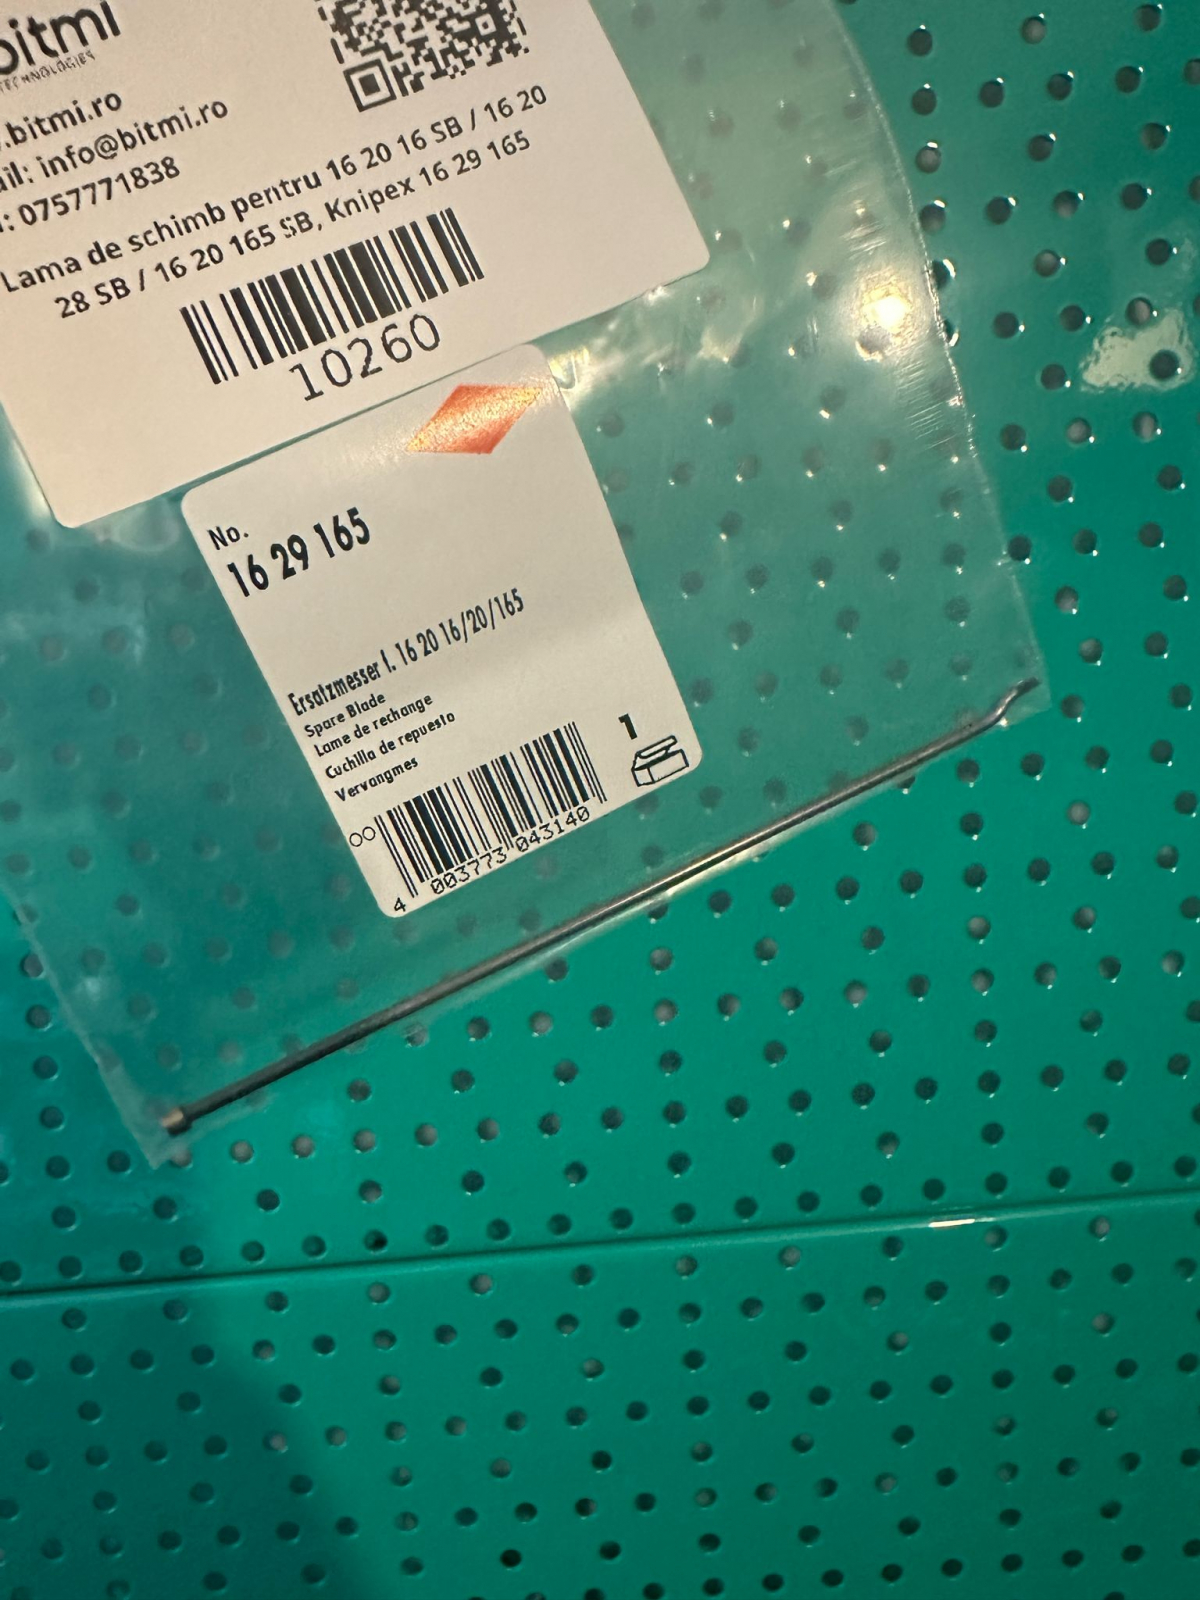 bitmi
TECHNOLOGIES
.bitmi.ro
info@bitmi.ro
0757771838
Lama de schimb pentru 16 20 16 SB / 16 20
28 SB / 16 20 165 SB, Knipex 16 29 165
10260
No.
16 29 165
Ersatzmesser f. 16 20 16/20/165
Spare Blade
Lame de rechange
Cuchilla de repuesto
Vervangmes
1
00
4 003773 043140